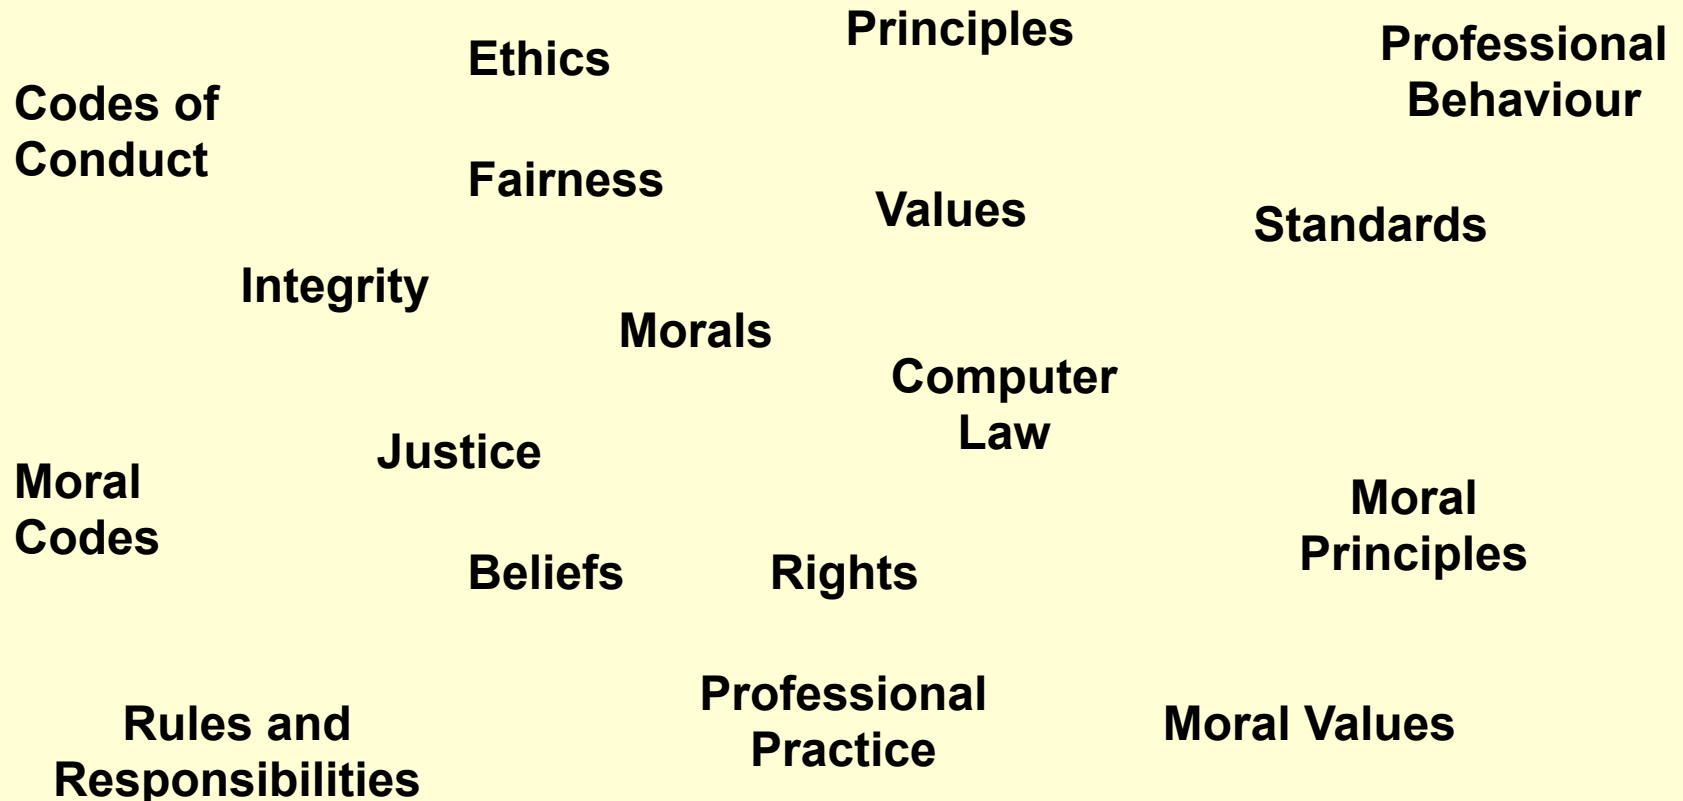 Principles
Ethics
Professional
Behaviour
Codes of
Conduct
Fairness
Values
Standards
Integrity
Morals
Computer
Law
Justice
Moral
Codes
Moral
Principles
Beliefs
Rights
Professional
Practice
Rules and
Responsibilities
Moral Values